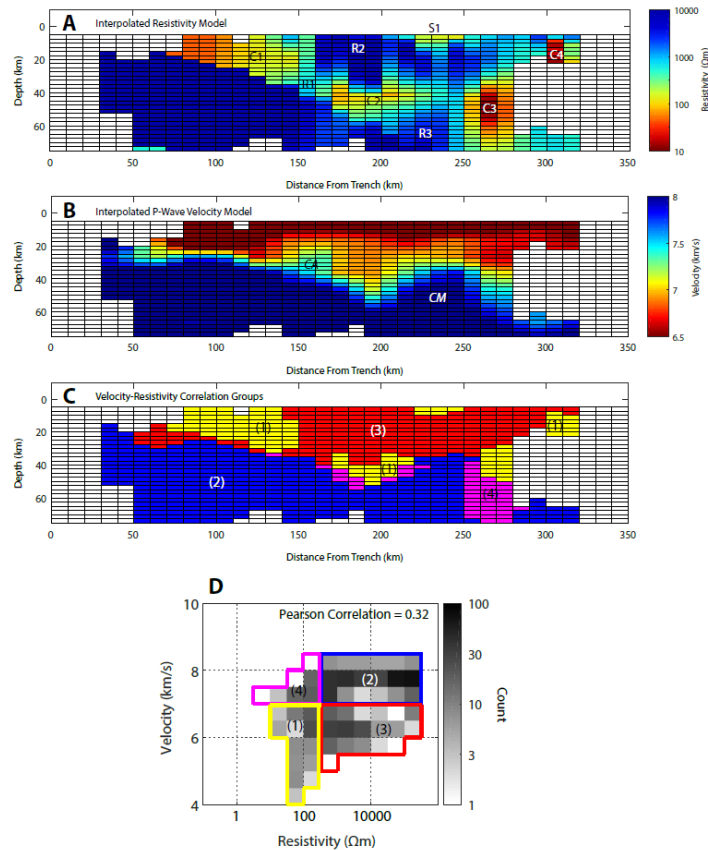 A
Interpolated Resistivity Model
S1
0
20
40
60
Depth (km)
C1
R2
R1
C2
R3
C3
C4
10000
1000
100
10
Resistivity (Ωm)
0 50 100 150 200 250 300 350
Distance From Trench (km)
B
Interpolated P-Wave Velocity Model
0
20
40
60
Depth (km)
CA
CM
8
7.5
7
6.5
Velocity (km/s)
0 50 100 150 200 250 300 350
Distance From Trench (km)
C
Velocity-Resistivity Correlation Groups
0
20
40
60
Depth (km)
(1)
(3)
(1)
(1)
(2)
(4)
0 50 100 150 200 250 300 350
Distance From Trench (km)
D
Pearson Correlation = 0.32
10
8
6
4
Velocity (km/s)
(2)
(4)
(1)
(3)
1 100 10000
Resistivity (Ωm)
100
30
10
3
1
Count